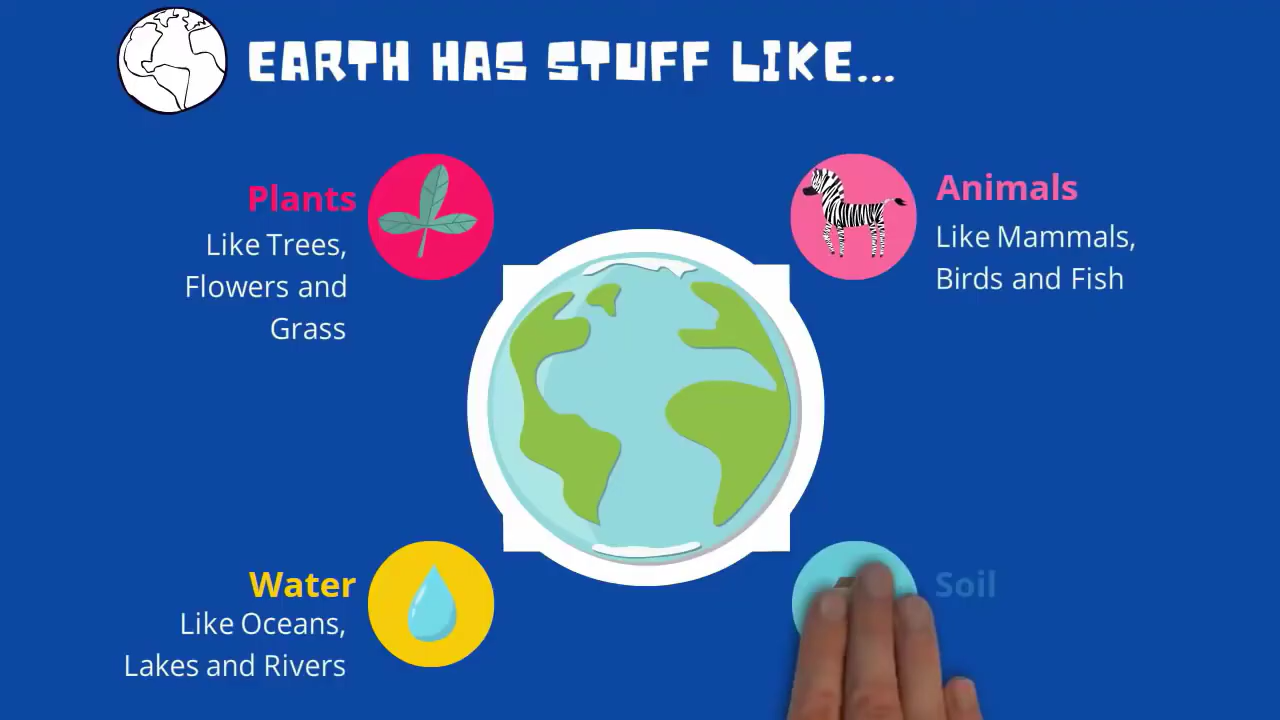 EARTH HAS STUFF LIKE...
Plants
Like Trees,
Flowers and
Grass
Animals
Like Mammals,
Birds and Fish
Water
Like Oceans,
Lakes and Rivers
Soil